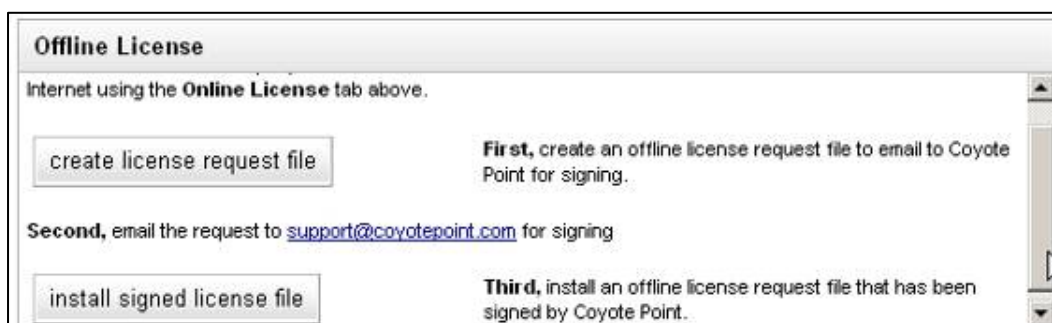 Offline License
Internet using the Online License tab above.
create license request file
First, create an offline license request file to email to Coyote
Point for signing.
Second, email the request to support@coyotepoint.com for signing
install signed license file
Third, install an offline license request file that has been
signed by Coyote Point.